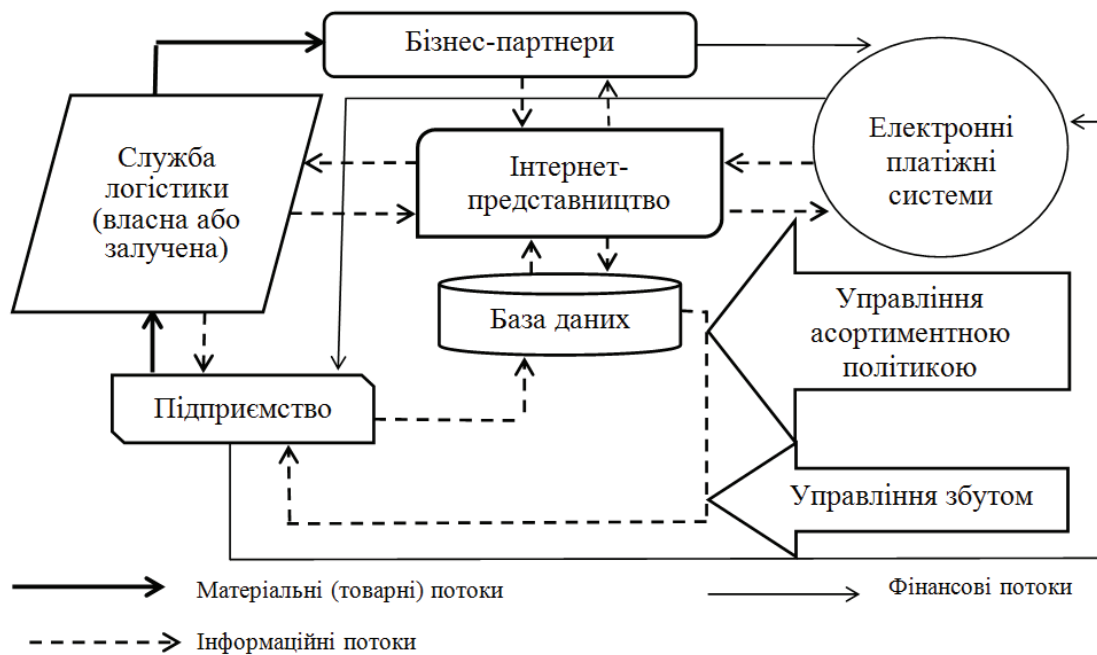 Бізнес-партнери
Служба
логістики
(власна або
залучена)
Інтернет-
представництво
Електронні
платіжні
системи
База даних
Управління
асортиментною
політикою
Підприємство
Управління збутом
Матеріальні (товарні) потоки
Фінансові потоки
Інформаційні потоки